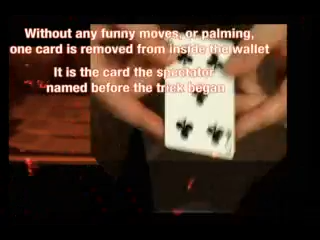 Without any funny moves, or palming,
one card is removed from inside the wallet
It is the card the spectator
named before the trick began